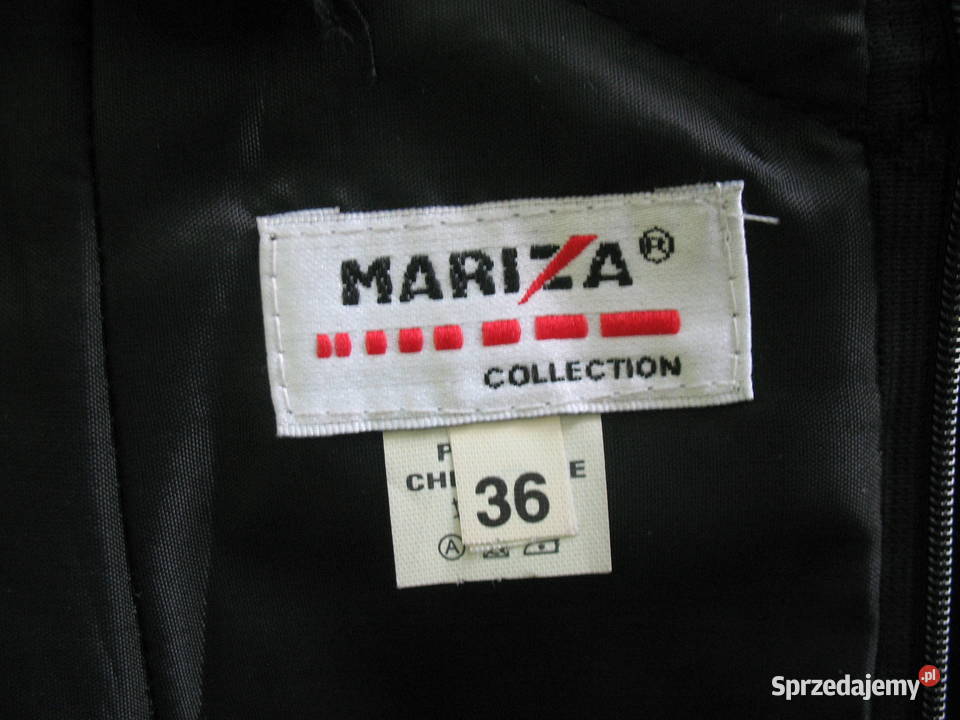 MARIZA®
COLLECTION
36
A
Sprzedajemy.pl